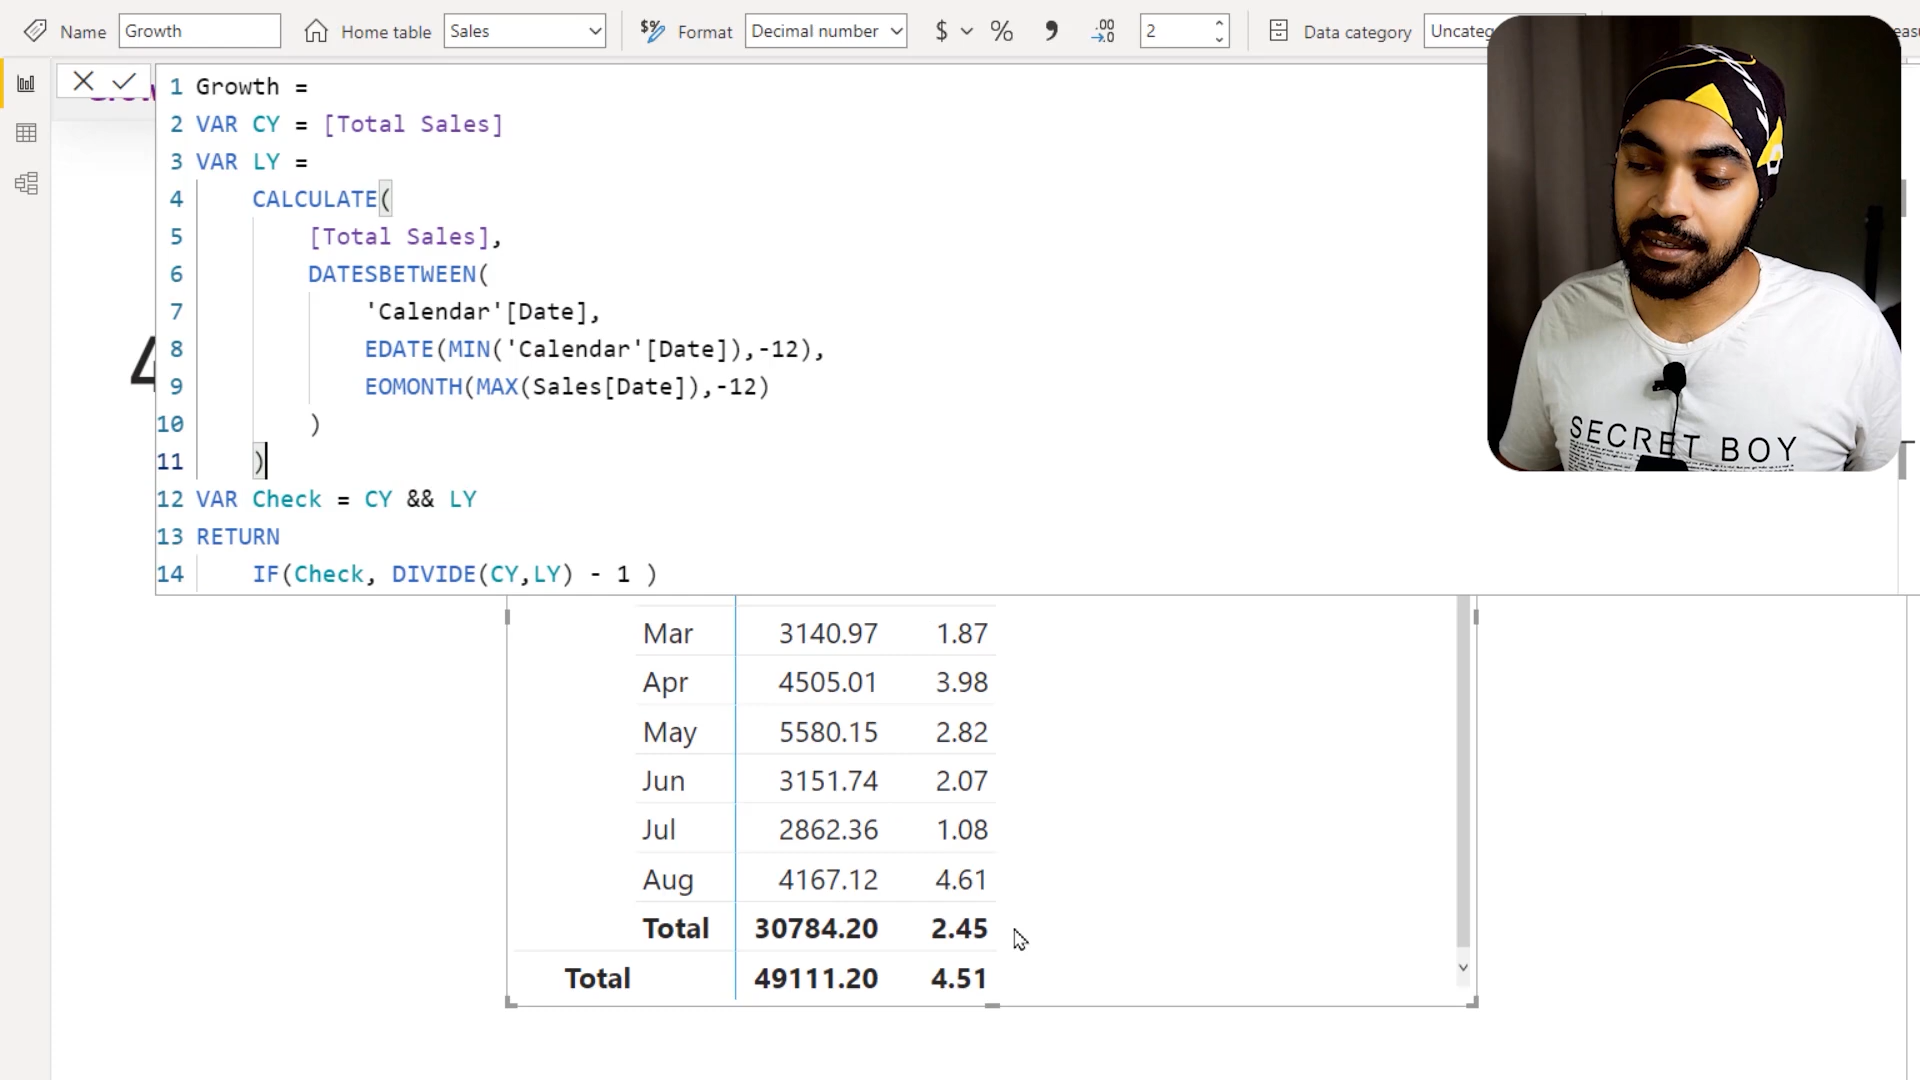 Name Growth Home table Sales Format Decimal number $ % , .00 2 Data category Uncateg
1 Growth =
2 VAR CY = [Total Sales]
3 VAR LY =
4 CALCULATE(
5 [Total Sales],
6 DATESBETWEEN(
7 'Calendar'[Date],
8 EDATE(MIN('Calendar'[Date]),-12),
9 EOMONTH(MAX(Sales[Date]),-12)
10 )
11 )
12 VAR Check = CY && LY
13 RETURN
14 IF(Check, DIVIDE(CY,LY) - 1 )
Mar 3140.97 1.87
Apr 4505.01 3.98
May 5580.15 2.82
Jun 3151.74 2.07
Jul 2862.36 1.08
Aug 4167.12 4.61
Total 30784.20 2.45
Total 49111.20 4.51
SECRET BOY